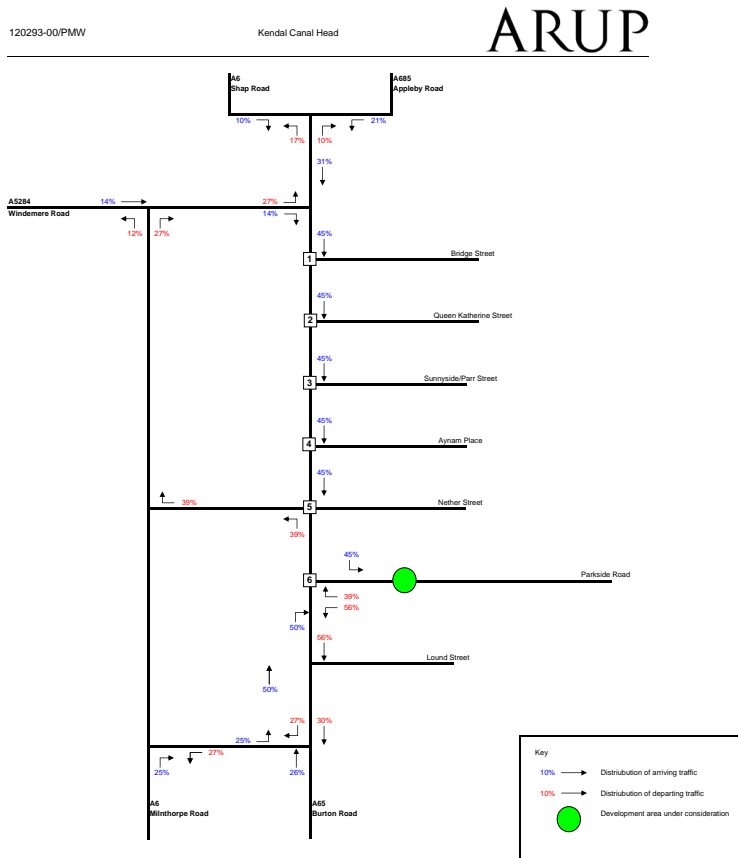 120293-00/PMW
Kendal Canal Head
ARUP
A6
Shap Road
A685
Appleby Road
10%
21%
17%
10%
31%
A5284
Windemere Road
14%
27%
14%
12%
27%
45%
1
Bridge Street
45%
2
Queen Katherine Street
45%
3
Sunnyside/Parr Street
45%
4
Aynam Place
45%
39%
5
Nether Street
39%
45%
6
Parkside Road
39%
56%
50%
56%
Lound Street
50%
27%
30%
25%
27%
25%
26%
A6
Milnthorpe Road
A65
Burton Road
Key
10%
Distriubtion of arriving traffic
10%
Distriubtion of departing traffic
Development area under consideration